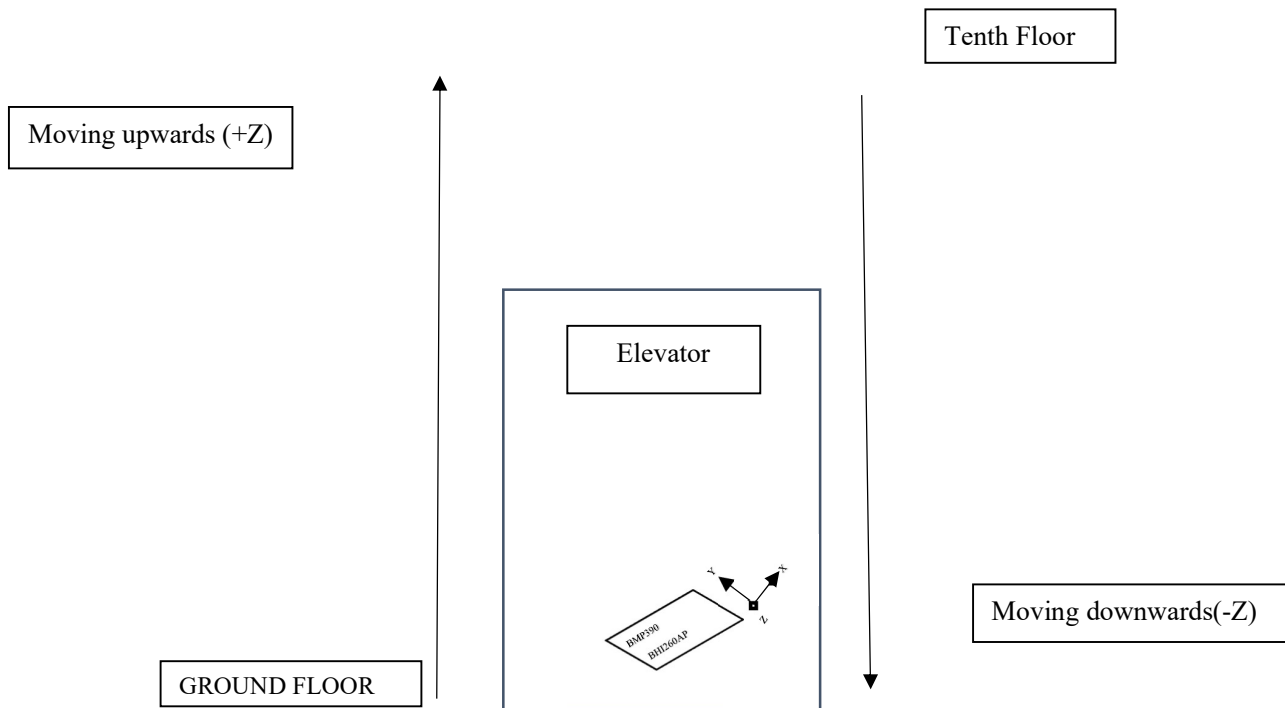 Tenth Floor
Moving upwards (+Z)
Elevator
Y
X
Z
BMP390
BHI260AP
Moving downwards(-Z)
GROUND FLOOR